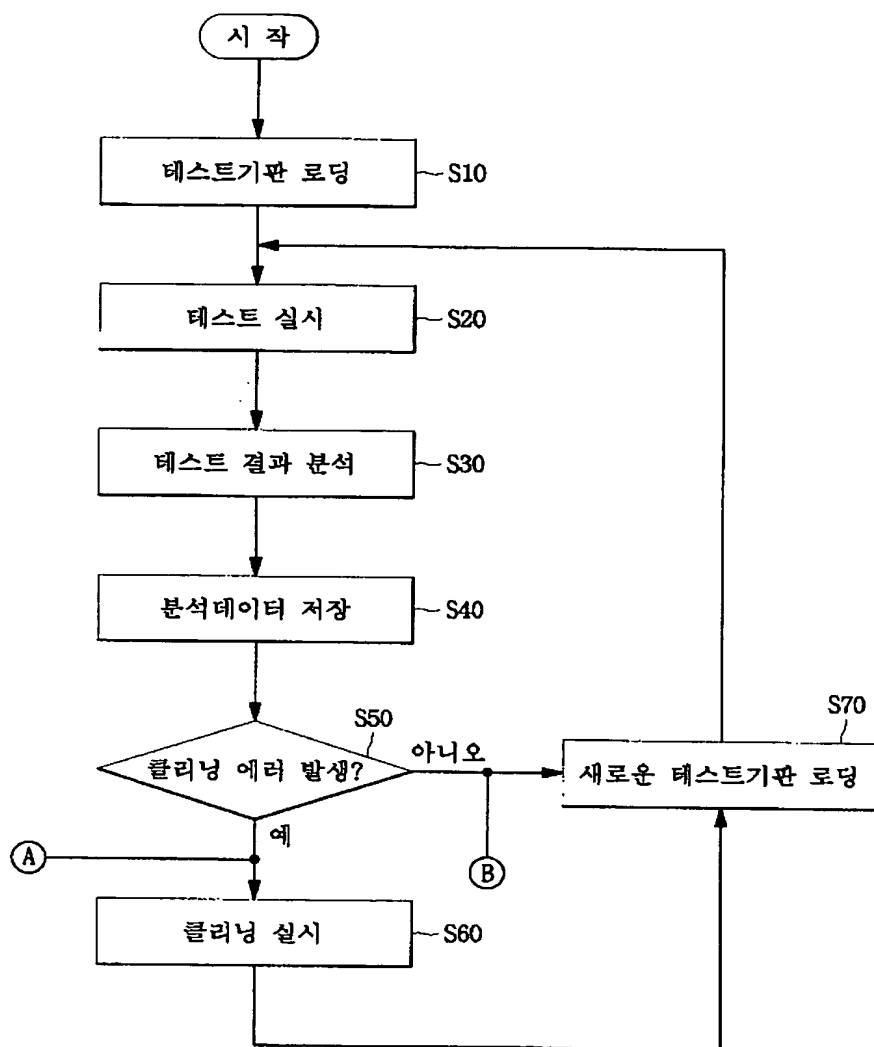 시 작
테스트기판 로딩
S10
테스트 실시
S20
테스트 결과 분석
S30
분석데이터 저장
S40
S50
클리닝 에러 발생?
아니오
S70
새로운 테스트기판 로딩
예
A
B
클리닝 실시
S60